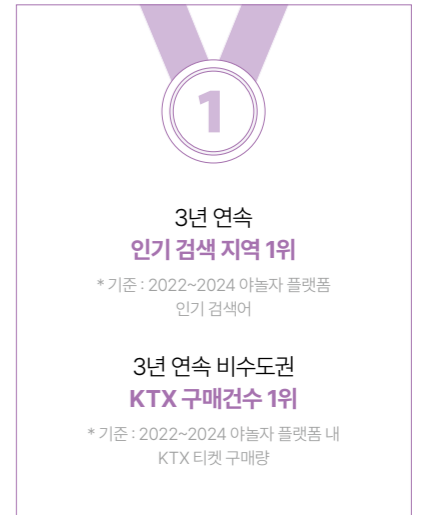 1
3년 연속
인기 검색 지역 1위
* 기준 : 2022~2024 야놀자 플랫폼
인기 검색어
3년 연속 비수도권
KTX 구매건수 1위
* 기준 : 2022~2024 야놀자 플랫폼 내
KTX 티켓 구매량